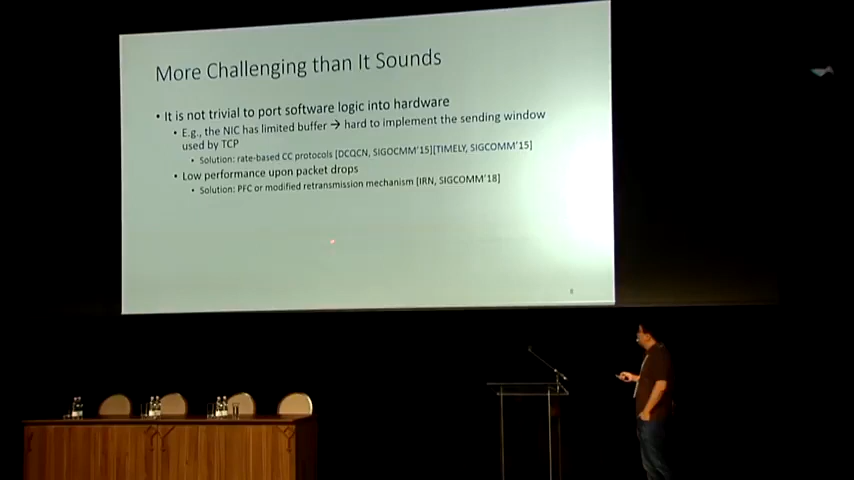 More Challenging than It Sounds
• It is not trivial to port software logic into hardware
• E.g., the NIC has limited buffer → hard to implement the sending window
used by TCP
• Solution: rate-based CC protocols [DCQCN, SIGOCMM'15][TIMELY, SIGCOMM'15]
• Low performance upon packet drops
• Solution: PFC or modified retransmission mechanism [IRN, SIGCOMM'18]
8